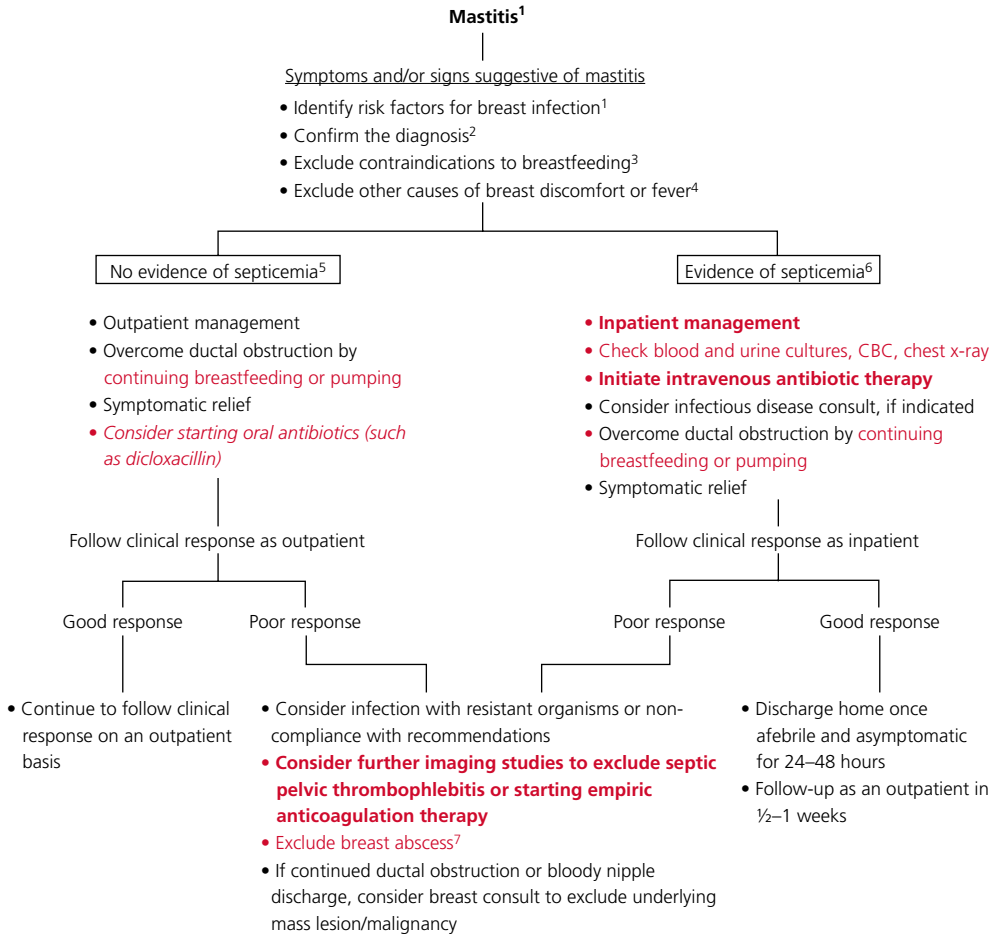 Mastitis¹
Symptoms and/or signs suggestive of mastitis
• Identify risk factors for breast infection¹
• Confirm the diagnosis²
• Exclude contraindications to breastfeeding³
• Exclude other causes of breast discomfort or fever⁴
No evidence of septicemia⁵
• Outpatient management
• Overcome ductal obstruction by
continuing breastfeeding or pumping
• Symptomatic relief
• Consider starting oral antibiotics (such
as dicloxacillin)
Evidence of septicemia⁶
• Inpatient management
• Check blood and urine cultures, CBC, chest x-ray
• Initiate intravenous antibiotic therapy
• Consider infectious disease consult, if indicated
• Overcome ductal obstruction by continuing
breastfeeding or pumping
• Symptomatic relief
Follow clinical response as outpatient
Follow clinical response as inpatient
Good response
Poor response
Poor response
Good response
• Continue to follow clinical
response on an outpatient
basis
• Consider infection with resistant organisms or non-
compliance with recommendations
• Consider further imaging studies to exclude septic
pelvic thrombophlebitis or starting empiric
anticoagulation therapy
• Exclude breast abscess⁷
• If continued ductal obstruction or bloody nipple
discharge, consider breast consult to exclude underlying
mass lesion/malignancy
• Discharge home once
afebrile and asymptomatic
for 24–48 hours
• Follow-up as an outpatient in
½–1 weeks